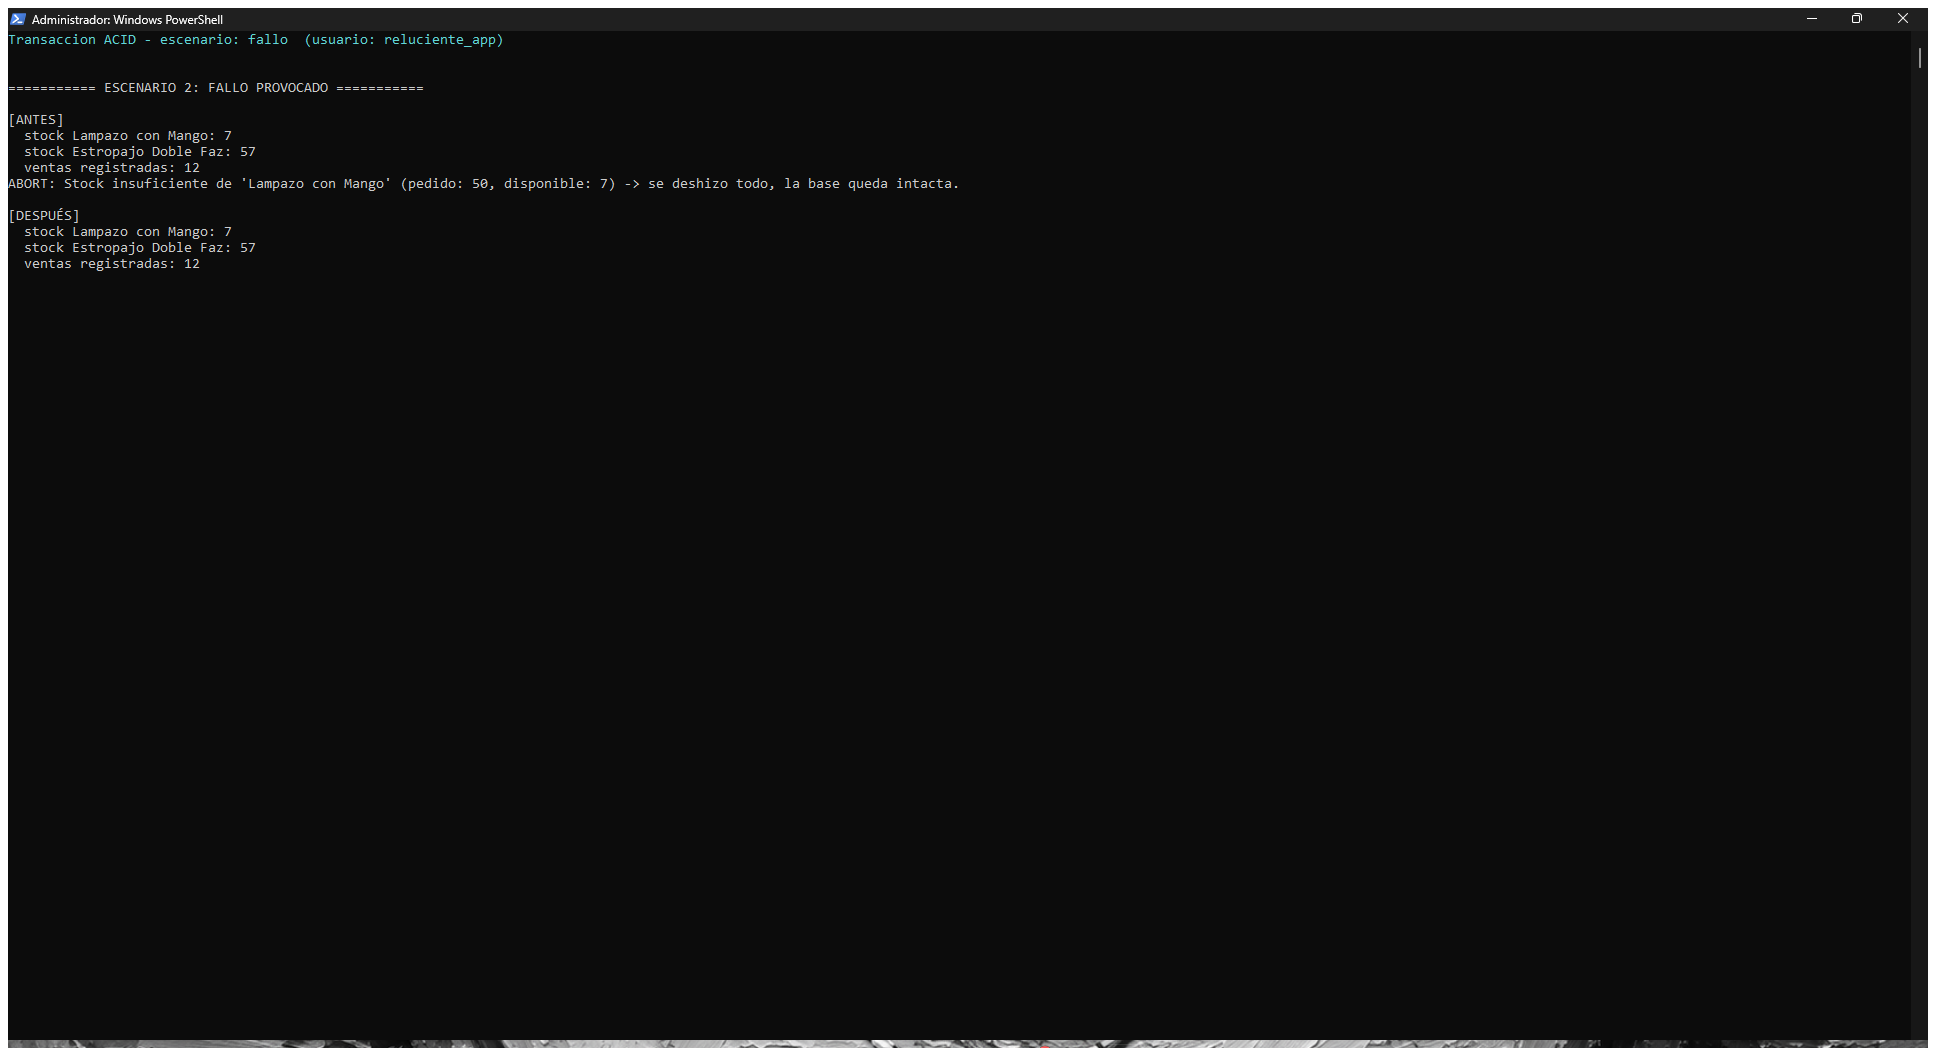 Administrador: Windows PowerShell
Transaccion ACID - escenario: fallo  (usuario: reluciente_app)
=========== ESCENARIO 2: FALLO PROVOCADO ===========
[ANTES]
  stock Lampazo con Mango: 7
  stock Estropajo Doble Faz: 57
  ventas registradas: 12
ABORT: Stock insuficiente de 'Lampazo con Mango' (pedido: 50, disponible: 7) -> se deshizo todo, la base queda intacta.
[DESPUÉS]
  stock Lampazo con Mango: 7
  stock Estropajo Doble Faz: 57
  ventas registradas: 12